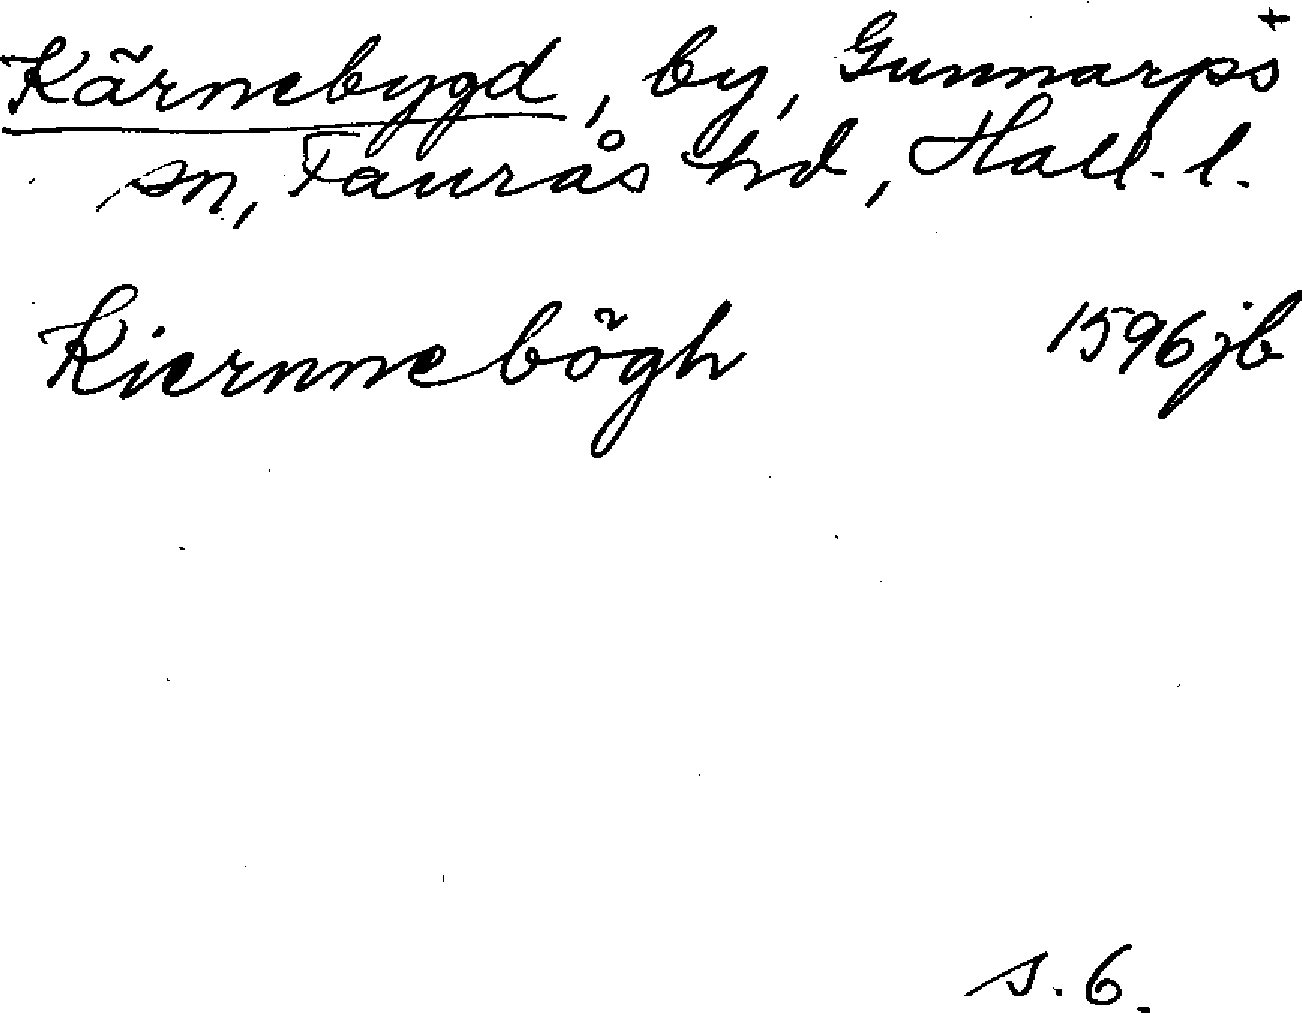 Kärnebygd, by, Gunnarps +
sn, Faurås hd, Hall. l.
Kiernnebögh 1596 jb
s. 6.